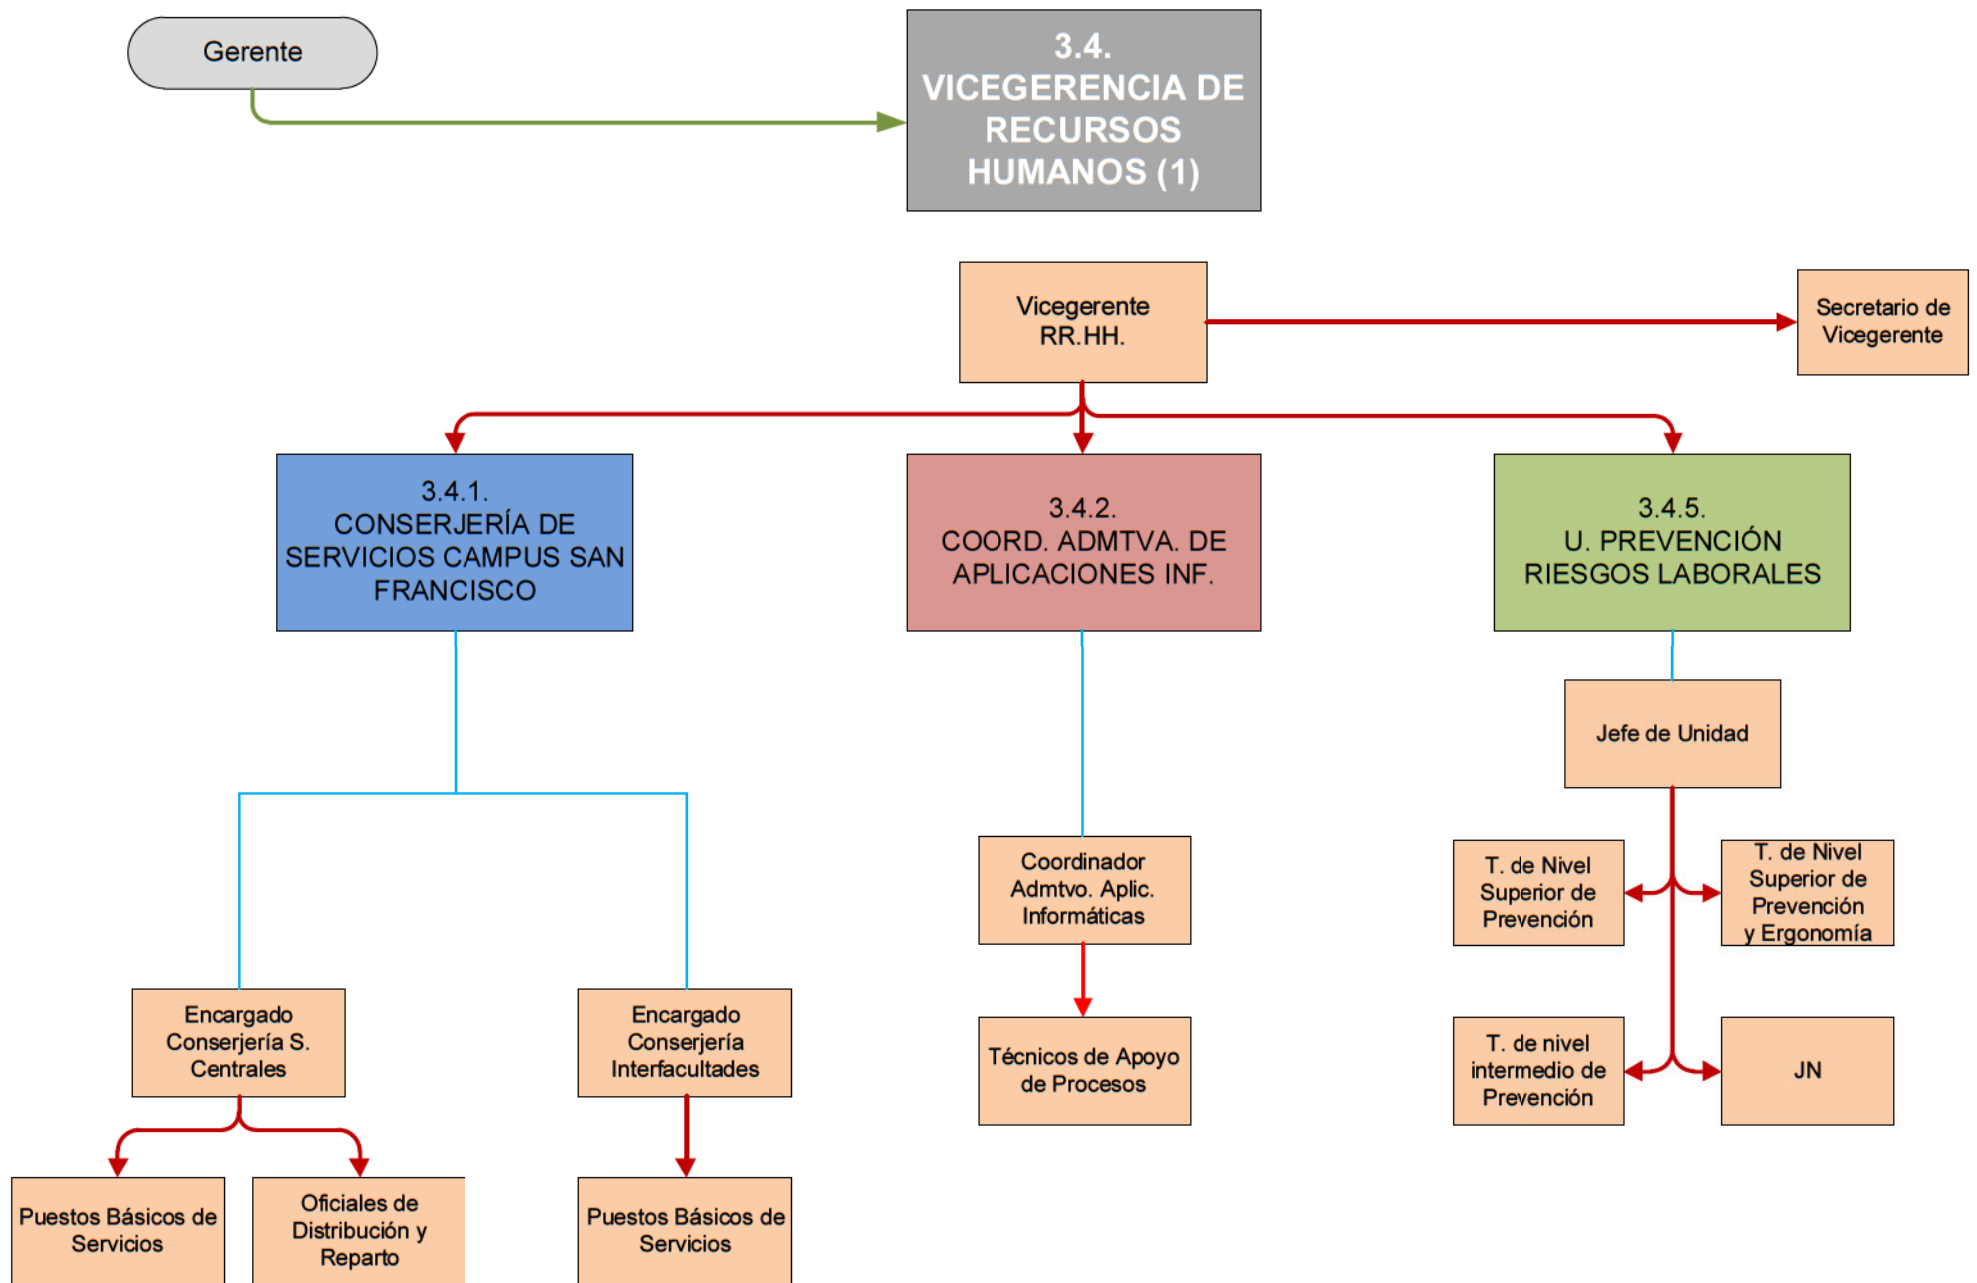 Gerente
3.4.
VICEGERENCIA DE
RECURSOS
HUMANOS (1)
Vicegerente
RR.HH.
Secretario de
Vicegerente
3.4.1.
CONSERJERÍA DE
SERVICIOS CAMPUS SAN
FRANCISCO
3.4.2.
COORD. ADMTVA. DE
APLICACIONES INF.
3.4.5.
U. PREVENCIÓN
RIESGOS LABORALES
Jefe de Unidad
Coordinador
Admtvo. Aplic.
Informáticas
T. de Nivel
Superior de
Prevención
T. de Nivel
Superior de
Prevención
y Ergonomía
Encargado
Conserjería S.
Centrales
Encargado
Conserjería
Interfacultades
Técnicos de Apoyo
de Procesos
T. de nivel
intermedio de
Prevención
JN
Puestos Básicos de
Servicios
Oficiales de
Distribución y
Reparto
Puestos Básicos de
Servicios